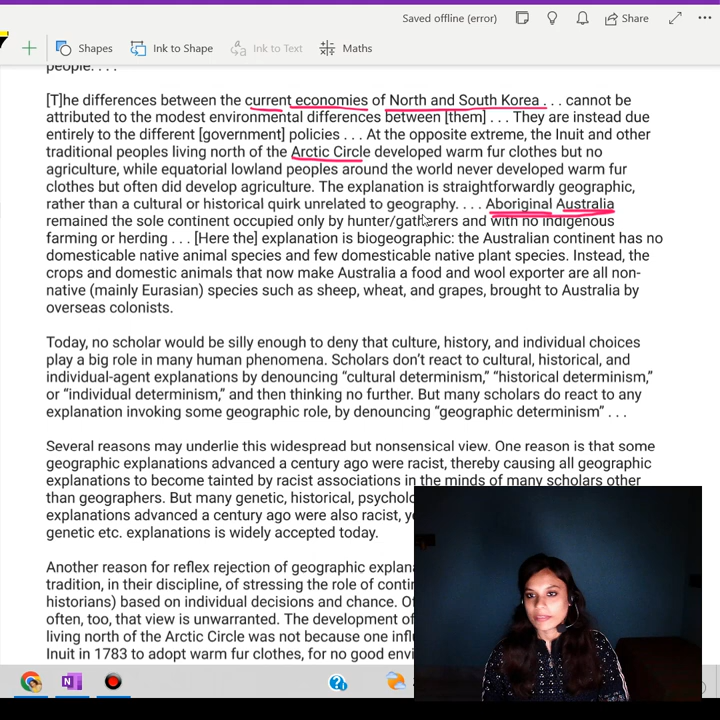 Saved offline (error)
Share
Shapes
Ink to Shape
Ink to Text
Maths
people. . . .
[T]he differences between the current economies of North and South Korea . . . cannot be
attributed to the modest environmental differences between [them] . . . They are instead due
entirely to the different [government] policies . . . At the opposite extreme, the Inuit and other
traditional peoples living north of the Arctic Circle developed warm fur clothes but no
agriculture, while equatorial lowland peoples around the world never developed warm fur
clothes but often did develop agriculture. The explanation is straightforwardly geographic,
rather than a cultural or historical quirk unrelated to geography. . . . Aboriginal Australia
remained the sole continent occupied only by hunter/gatherers and with no indigenous
farming or herding . . . [Here the] explanation is biogeographic: the Australian continent has no
domesticable native animal species and few domesticable native plant species. Instead, the
crops and domestic animals that now make Australia a food and wool exporter are all non-
native (mainly Eurasian) species such as sheep, wheat, and grapes, brought to Australia by
overseas colonists.
Today, no scholar would be silly enough to deny that culture, history, and individual choices
play a big role in many human phenomena. Scholars don’t react to cultural, historical, and
individual-agent explanations by denouncing “cultural determinism,” “historical determinism,”
or “individual determinism,” and then thinking no further. But many scholars do react to any
explanation invoking some geographic role, by denouncing “geographic determinism” . . .
Several reasons may underlie this widespread but nonsensical view. One reason is that some
geographic explanations advanced a century ago were racist, thereby causing all geographic
explanations to become tainted by racist associations in the minds of many scholars other
than geographers. But many genetic, historical, psycholo
explanations advanced a century ago were also racist, y
genetic etc. explanations is widely accepted today.
Another reason for reflex rejection of geographic explana
tradition, in their discipline, of stressing the role of conti
historians) based on individual decisions and chance. O
often, too, that view is unwarranted. The development of
living north of the Arctic Circle was not because one infl
Inuit in 1783 to adopt warm fur clothes, for no good envi